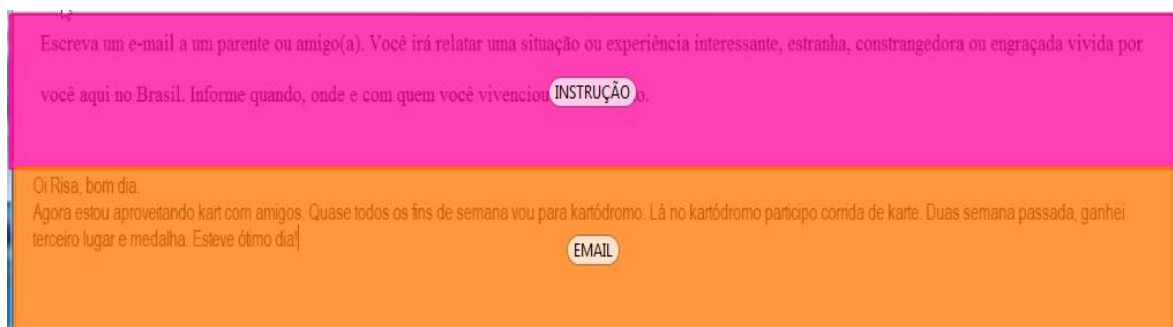 Escreva um e-mail a um parente ou amigo(a). Você irá relatar uma situação ou experiência interessante, estranha, constrangedora ou engraçada vivida por
você aqui no Brasil. Informe quando, onde e com quem você vivenciou INSTRUÇÃO o.
Oi Risa, bom dia.
Agora estou aproveitando kart com amigos. Quase todos os fins de semana vou para kartódromo. Lá no kartódromo participo corrida de karte. Duas semana passada, ganhei
terceiro lugar e medalha. Esteve ótimo dia!
EMAIL